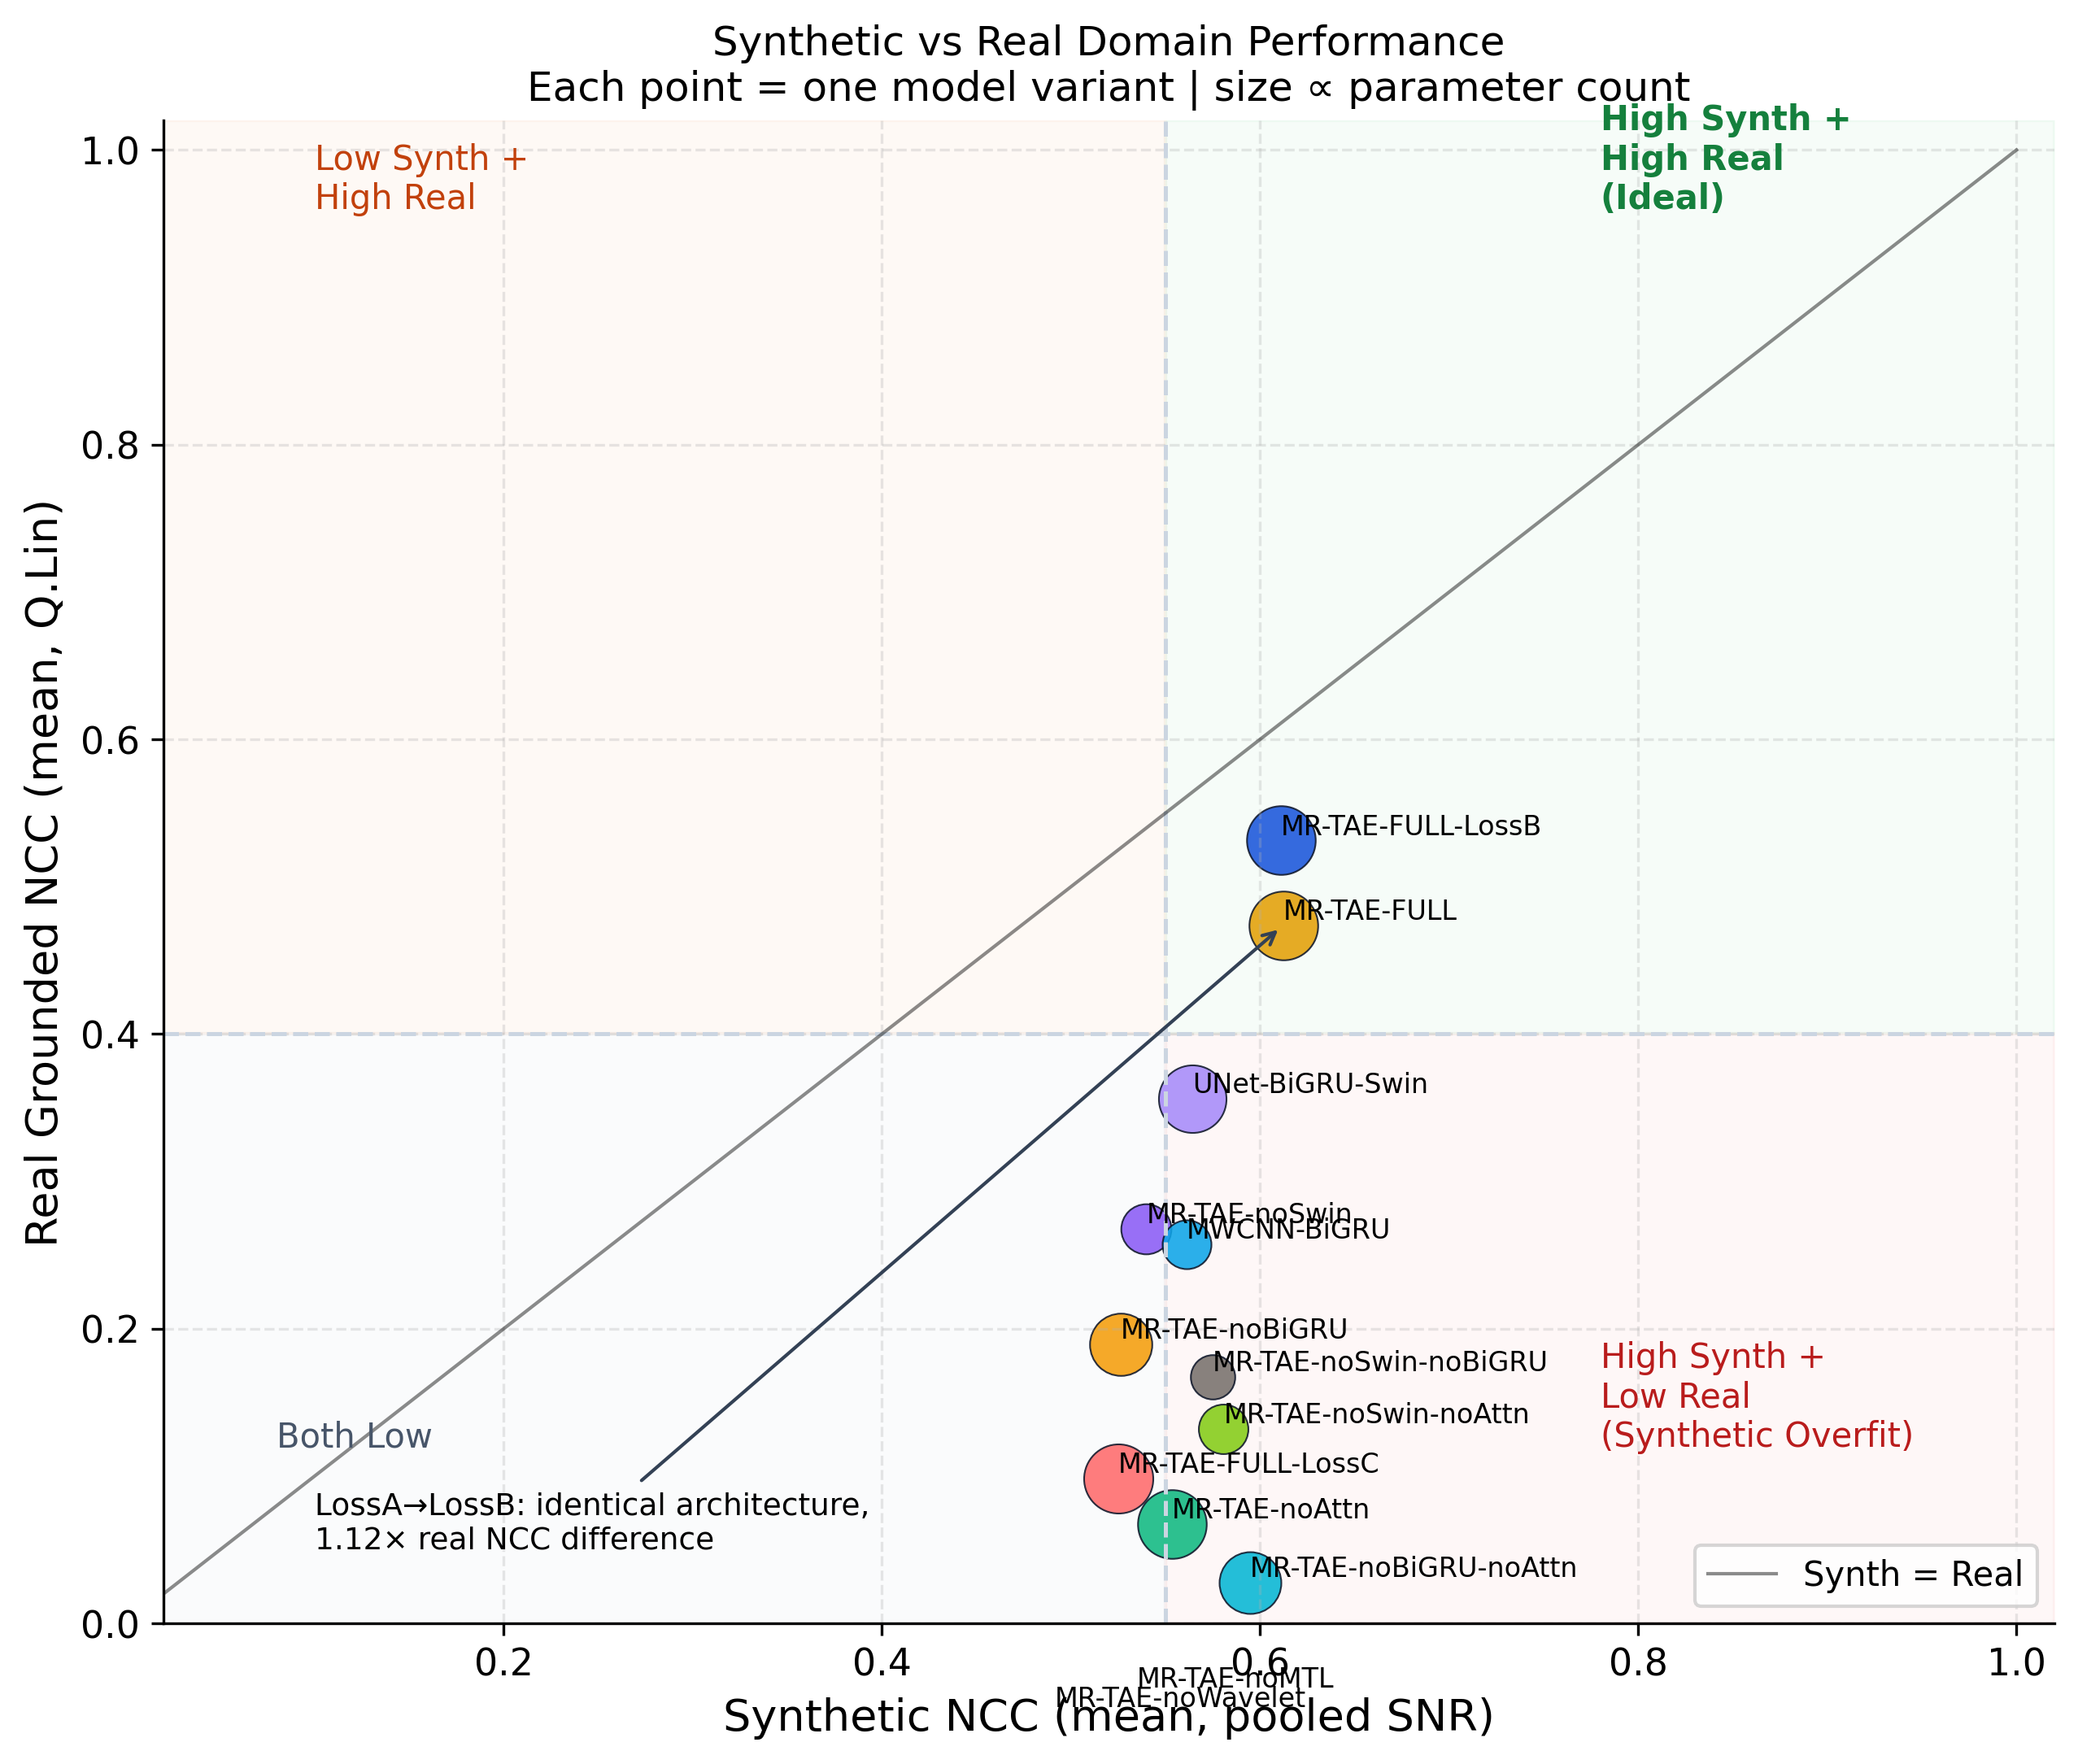 Synthetic vs Real Domain Performance
Each point = one model variant | size ∝ parameter count
High Synth +
High Real
(Ideal)
Low Synth +
High Real
1.0
0.8
0.6
0.4
0.2
0.0
Real Grounded NCC (mean, Q.Lin)
MR-TAE-FULL-LossB
MR-TAE-FULL
UNet-BiGRU-Swin
MR-TAE-noSwin
MWCNN-BiGRU
MR-TAE-noBiGRU
MR-TAE-noSwin-noBiGRU
MR-TAE-noSwin-noAttn
MR-TAE-FULL-LossC
MR-TAE-noAttn
MR-TAE-noBiGRU-noAttn
High Synth +
Low Real
(Synthetic Overfit)
Both Low
LossA→LossB: identical architecture,
1.12× real NCC difference
Synth = Real
0.2
0.4
0.6
0.8
1.0
MR-TAE-noMTL
MR-TAE-noWavelet
Synthetic NCC (mean, pooled SNR)